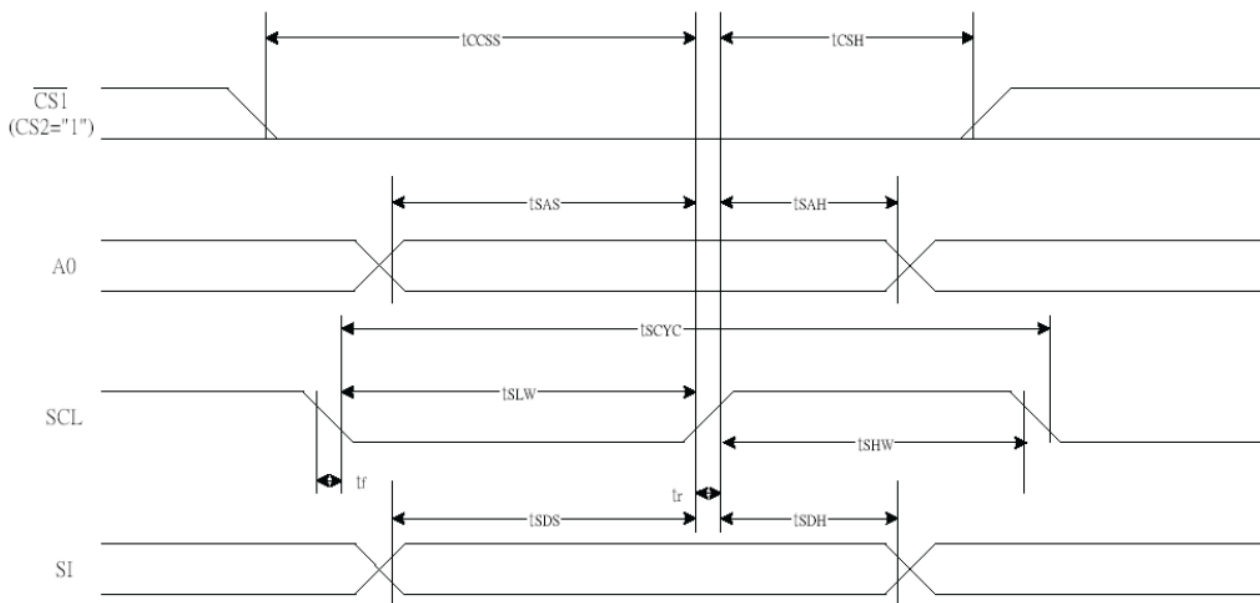 tCCSS
tCSH
CS1
(CS2="1")
tSAS
tSAH
A0
tSCYC
tSLW
SCL
tSHW
tf
tr
tSDS
tSDH
SI